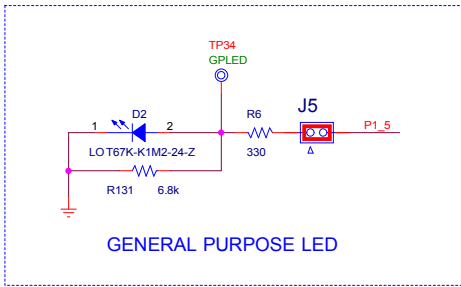 TP34
GPLED
D2
R6
J5
1
2
P1_5
LO T67K-K1M2-24-Z
330
R131
6.8k
GENERAL PURPOSE LED